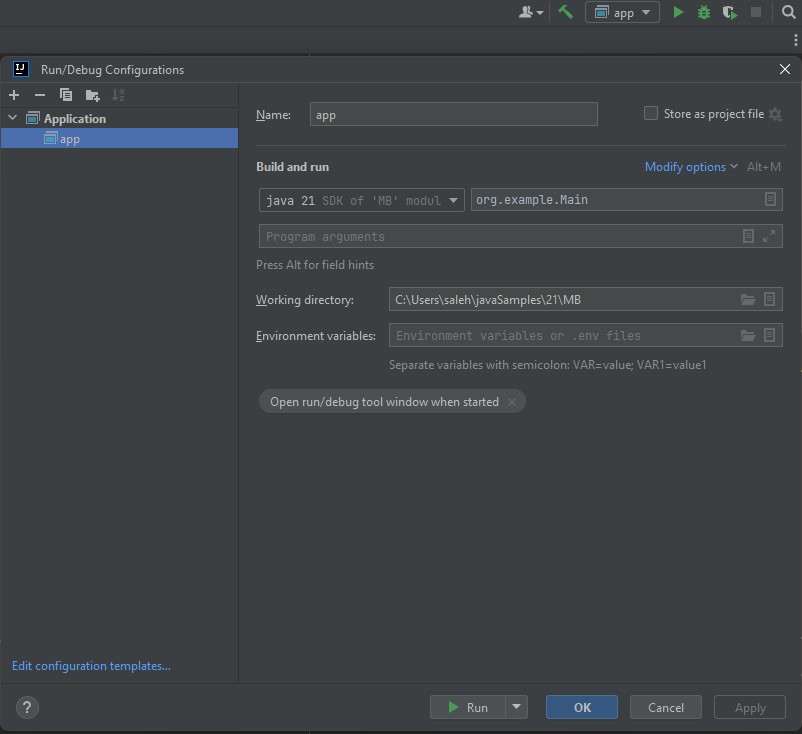 app
IJ
Run/Debug Configurations
Application
app
Name:
app
Store as project file
Build and run
Modify options
Alt+M
java 21 SDK of 'MB' modul
org.example.Main
Program arguments
Press Alt for field hints
Working directory:
C:\Users\saleh\javaSamples\21\MB
Environment variables:
Environment variables or .env files
Separate variables with semicolon: VAR=value; VAR1=value1
Open run/debug tool window when started
Edit configuration templates...
?
Run
OK
Cancel
Apply